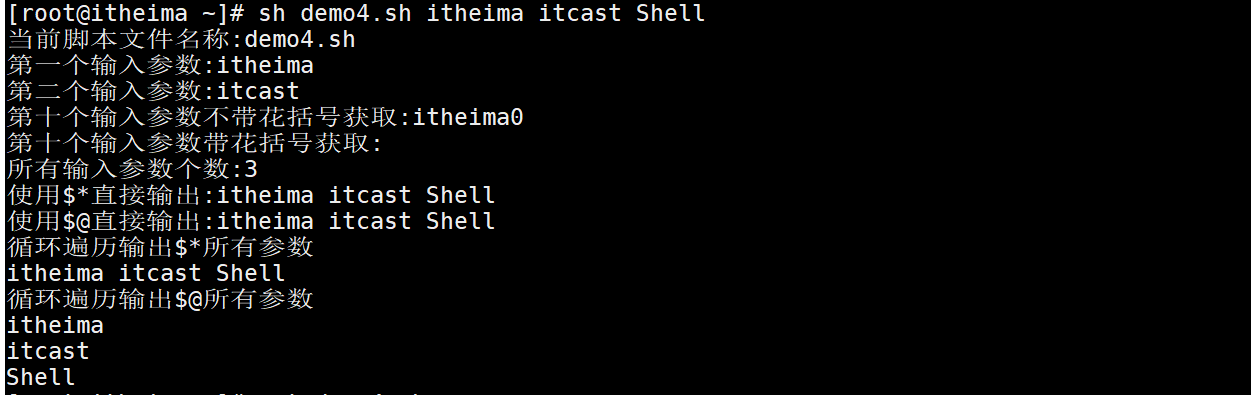 [root@itheima ~]# sh demo4.sh itheima itcast Shell
当前脚本文件名称:demo4.sh
第一个输入参数:itheima
第二个输入参数:itcast
第十个输入参数不带花括号获取:itheima0
第十个输入参数带花括号获取:
所有输入参数个数:3
使用$*直接输出:itheima itcast Shell
使用$@直接输出:itheima itcast Shell
循环遍历输出$*所有参数
itheima itcast Shell
循环遍历输出$@所有参数
itheima
itcast
Shell